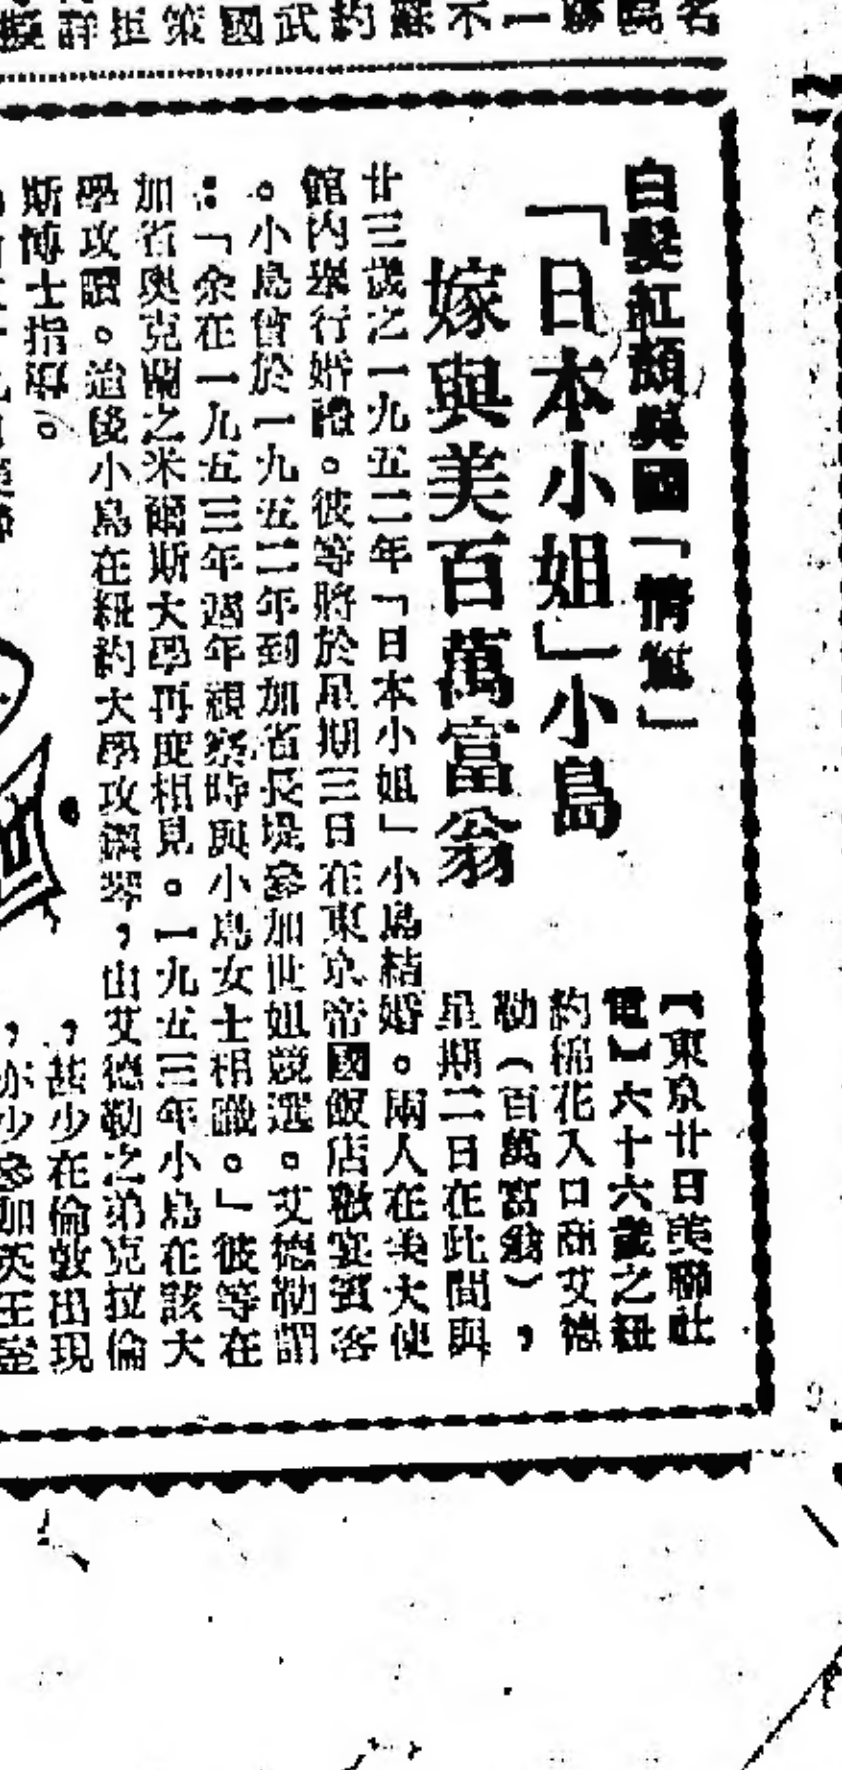 白髮紅顏異國「情鴛」
「日本小姐」小島
嫁與美百萬富翁
【東京廿日美聯社
電】六十六歲之紐
約棉花入口商艾德
勒（百萬富翁），
星期二日在此間與
廿三歲之一九五二年「日本小姐」小島結婚。兩人在美大使
館內舉行婚禮。彼等將於星期三日在東京帝國飯店歡宴賓客
。小島曾於一九五二年到加省長堤參加世姐競選。艾德勒謂
：「余在一九五三年週年視察時與小島女士相識。」彼等在
加省奧克蘭之米爾斯大學再度相見。一九五三年小島在該大
學攻讀。迨後小島在紐約大學攻鋼琴，由艾德勒之弟克拉倫
斯博士指導。
，甚少在倫敦出現
，亦少參加英王